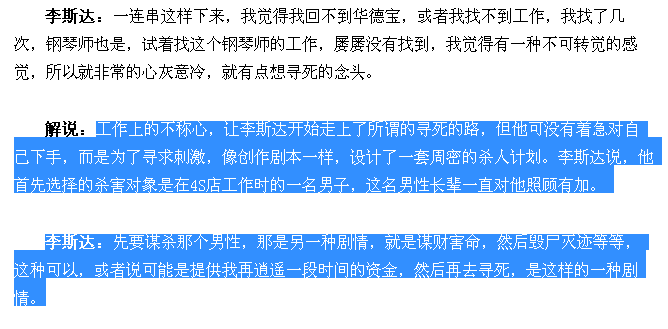 李斯达：一连串这样下来，我觉得我回不到华德宝，或者我找不到工作，我找了几
次，钢琴师也是，试着找这个钢琴师的工作，屡屡没有找到，我觉得有一种不可转觉的感
觉，所以就非常的心灰意冷，就有点想寻死的念头。
解说：工作上的不称心，让李斯达开始走上了所谓的寻死的路，但他可没有着急对自
己下手，而是为了寻求刺激，像创作剧本一样，设计了一套周密的杀人计划。李斯达说，他
首先选择的杀害对象是在4S店工作时的一名男子，这名男性长辈一直对他照顾有加。
李斯达：先要谋杀那个男性，那是另一种剧情，就是谋财害命，然后毁尸灭迹等等，
这种可以，或者说可能是提供我再逍遥一段时间的资金，然后再去寻死，是这样的一种剧
情。